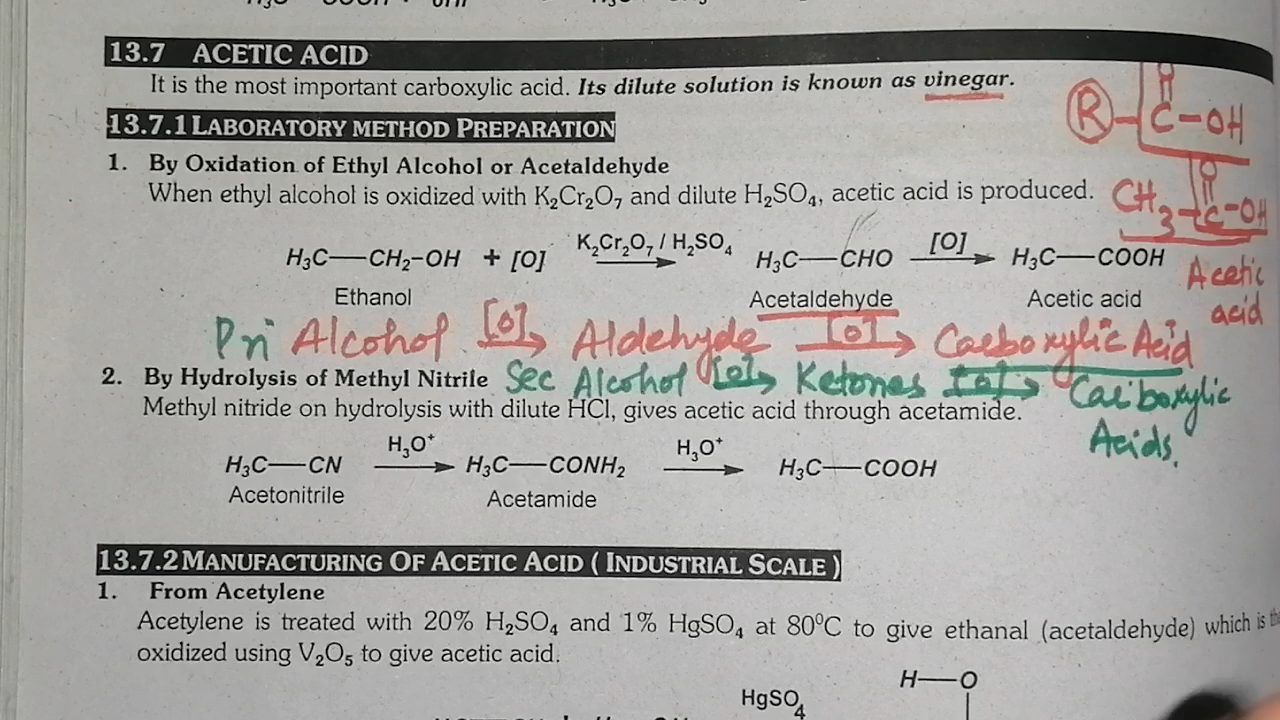 13.7 ACETIC ACID
It is the most important carboxylic acid. Its dilute solution is known as vinegar.
R-C-OH
O
13.7.1 LABORATORY METHOD PREPARATION
1. By Oxidation of Ethyl Alcohol or Acetaldehyde
O
When ethyl alcohol is oxidized with K₂Cr₂O₇ and dilute H₂SO₄, acetic acid is produced.
CH₃-C-OH
H₃C—CH₂–OH + [O] K₂Cr₂O₇ / H₂SO₄ → H₃C—CHO [O] → H₃C—COOH
Acetic acid
Ethanol Acetaldehyde Acetic acid
Pri Alcohol [O] → Aldehyde [O] → Carboxylic Acid
2. By Hydrolysis of Methyl Nitrile
Sec Alcohol [O] → Ketones [O] → Carboxylic Acids.
Methyl nitride on hydrolysis with dilute HCl, gives acetic acid through acetamide.
H₃C—CN H₃O⁺ → H₃C—CONH₂ H₃O⁺ → H₃C—COOH
Acetonitrile Acetamide
13.7.2 MANUFACTURING OF ACETIC ACID ( INDUSTRIAL SCALE )
1. From Acetylene
Acetylene is treated with 20% H₂SO₄ and 1% HgSO₄ at 80⁰C to give ethanal (acetaldehyde) which is
oxidized using V₂O₅ to give acetic acid.
H—O
HgSO₄